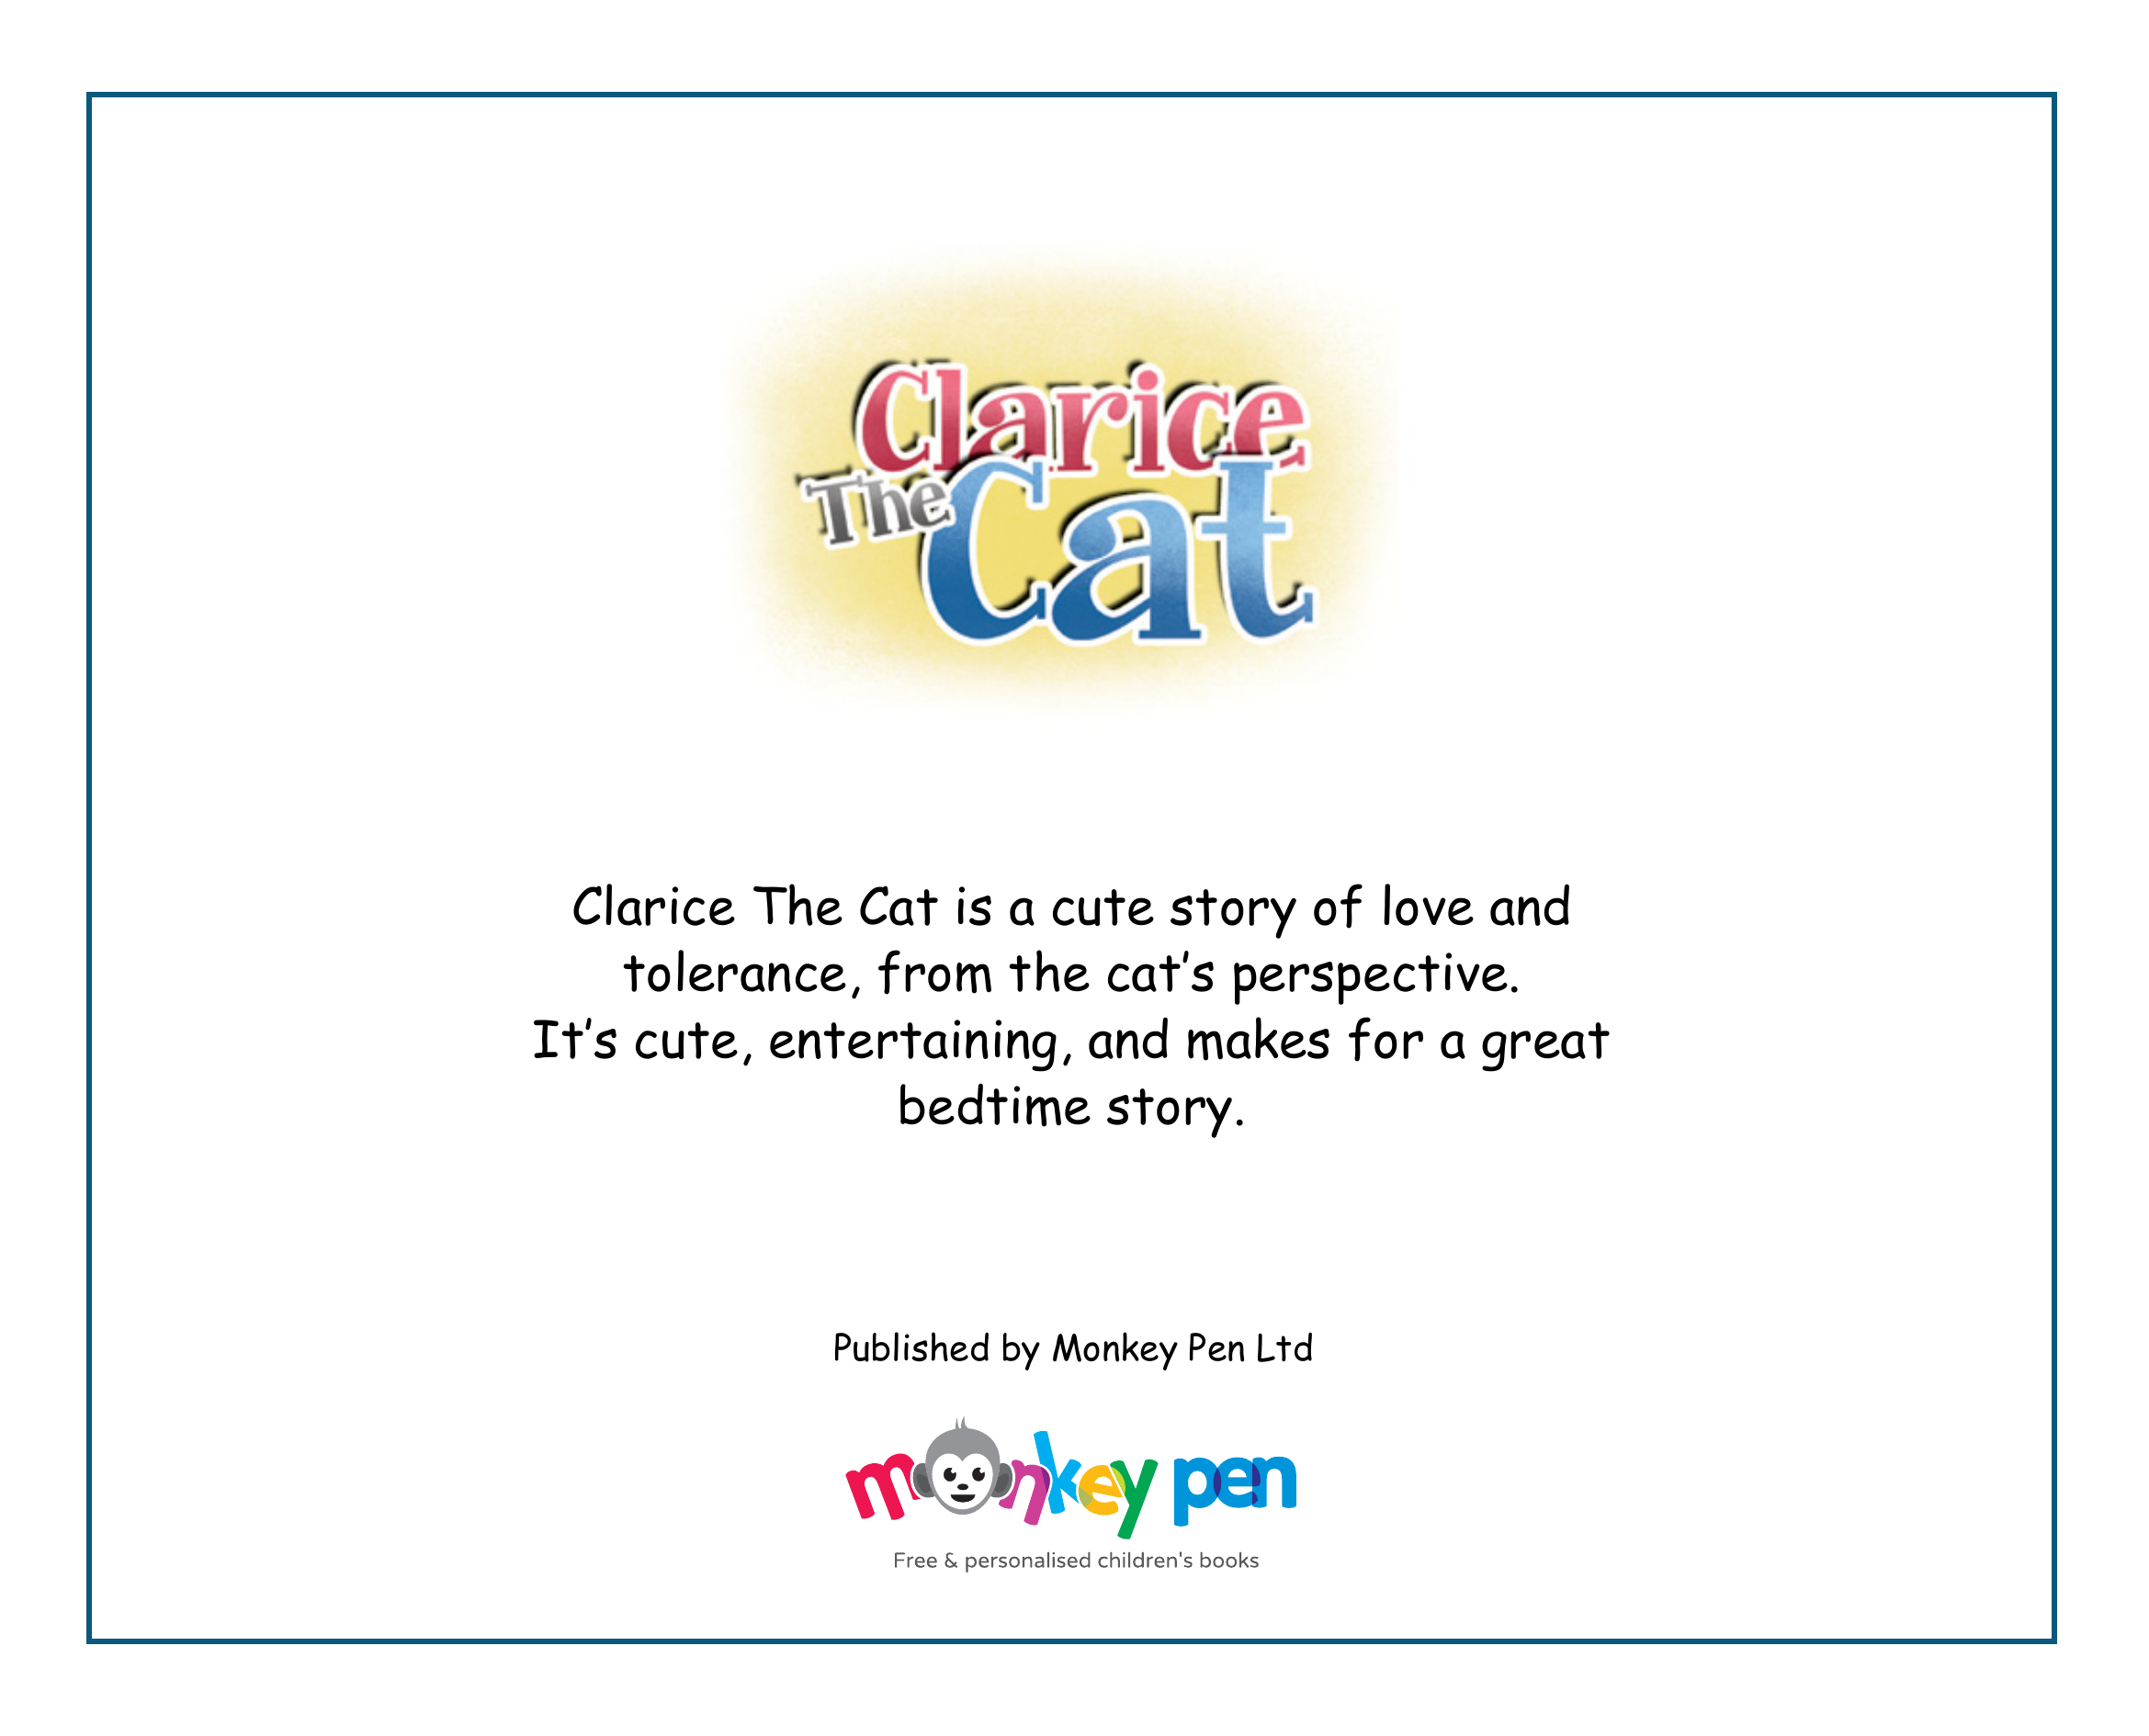 Clarice
The Cat
Clarice The Cat is a cute story of love and
tolerance, from the cat’s perspective.
It’s cute, entertaining, and makes for a great
bedtime story.
Published by Monkey Pen Ltd
monkey pen
Free & personalised children's books